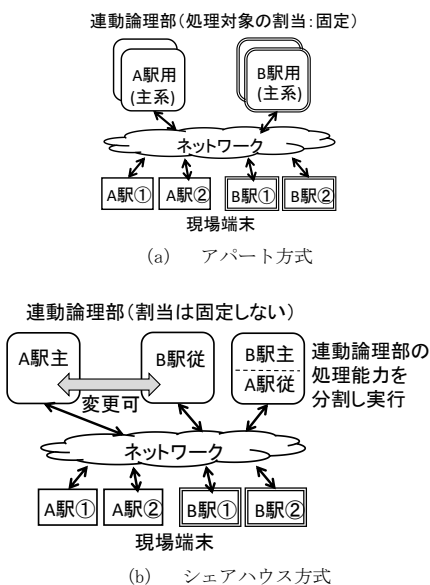 連動論理部(処理対象の割当:固定)
A駅用
(主系)
B駅用
(主系)
ネットワーク
A駅①
A駅②
B駅①
B駅②
現場端末
(a) アパート方式
連動論理部(割当は固定しない)
A駅主
B駅従
B駅主
A駅従
連動論理部の
処理能力を
分割し実行
変更可
ネットワーク
A駅①
A駅②
B駅①
B駅②
現場端末
(b) シェアハウス方式